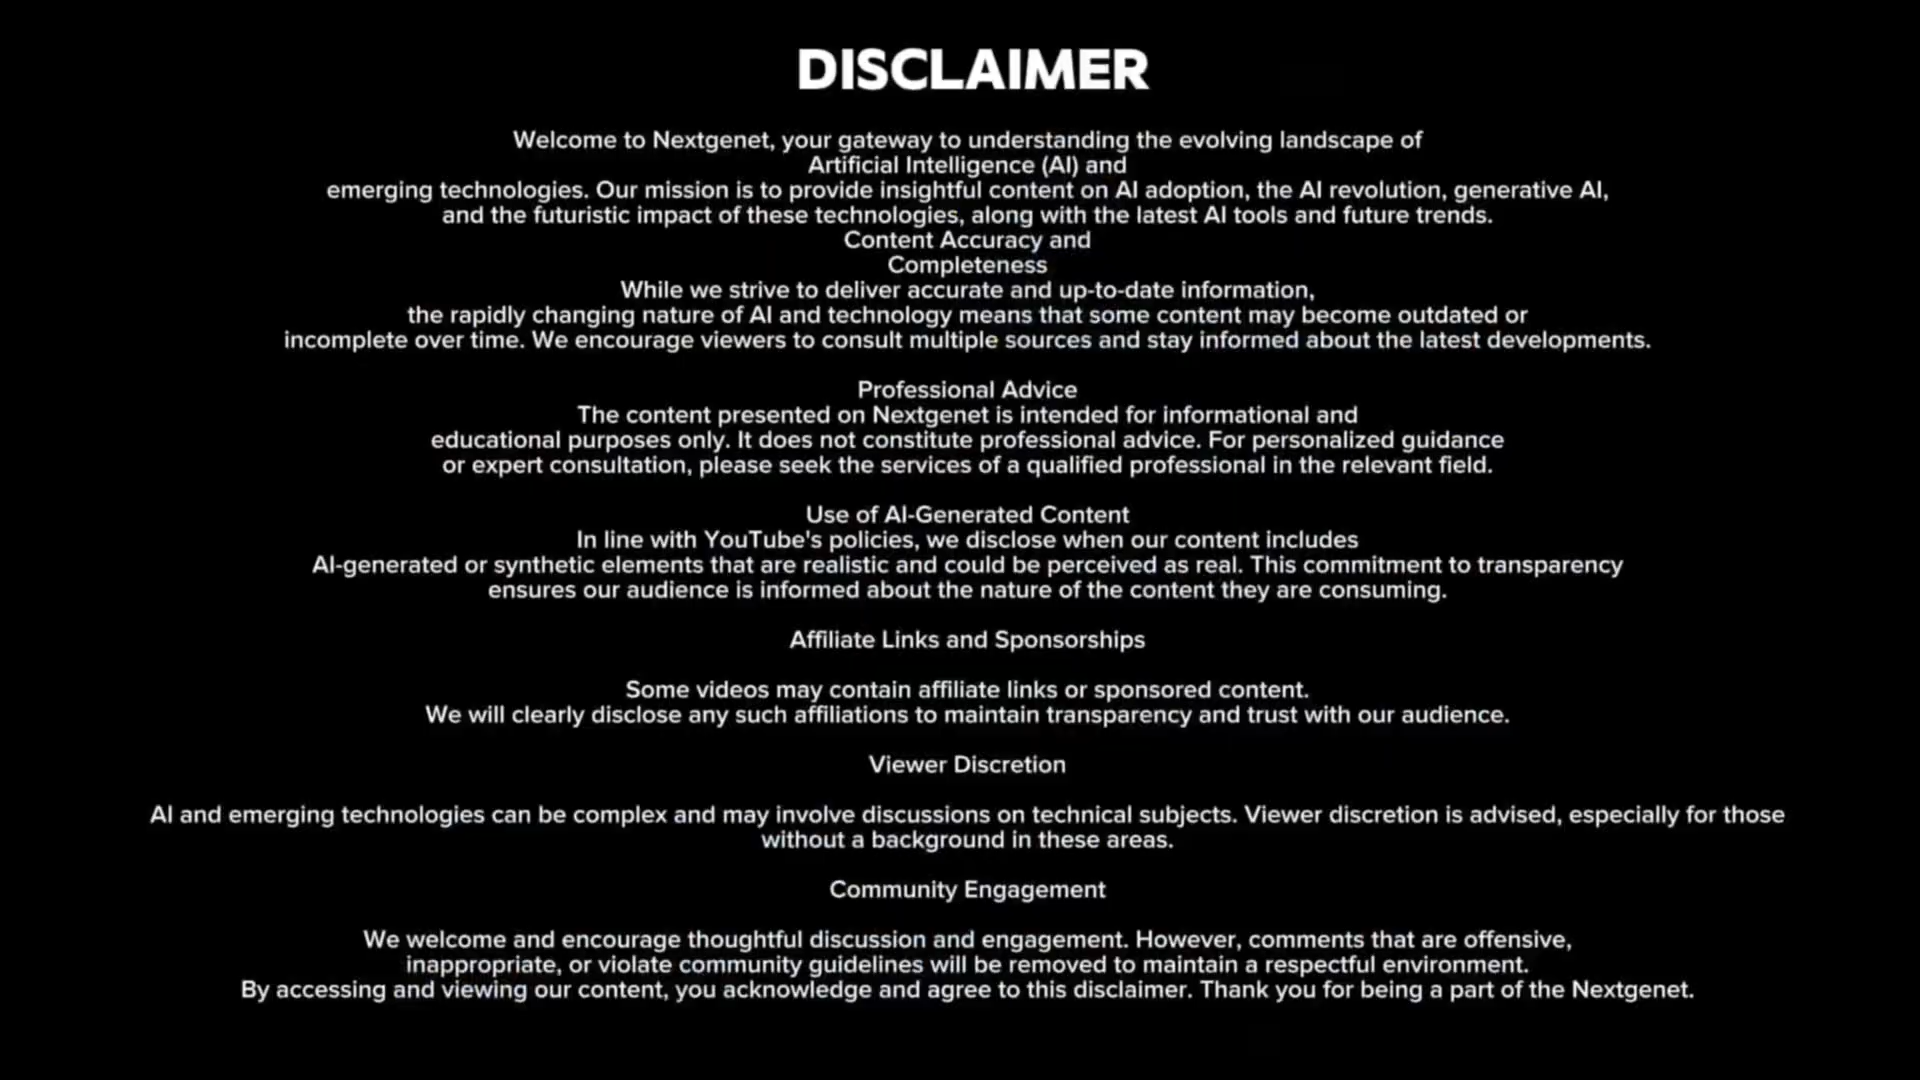 DISCLAIMER
Welcome to Nextgenet, your gateway to understanding the evolving landscape of
Artificial Intelligence (AI) and
emerging technologies. Our mission is to provide insightful content on AI adoption, the AI revolution, generative AI,
and the futuristic impact of these technologies, along with the latest AI tools and future trends.
Content Accuracy and
Completeness
While we strive to deliver accurate and up-to-date information,
the rapidly changing nature of AI and technology means that some content may become outdated or
incomplete over time. We encourage viewers to consult multiple sources and stay informed about the latest developments.
Professional Advice
The content presented on Nextgenet is intended for informational and
educational purposes only. It does not constitute professional advice. For personalized guidance
or expert consultation, please seek the services of a qualified professional in the relevant field.
Use of AI-Generated Content
In line with YouTube's policies, we disclose when our content includes
AI-generated or synthetic elements that are realistic and could be perceived as real. This commitment to transparency
ensures our audience is informed about the nature of the content they are consuming.
Affiliate Links and Sponsorships
Some videos may contain affiliate links or sponsored content.
We will clearly disclose any such affiliations to maintain transparency and trust with our audience.
Viewer Discretion
AI and emerging technologies can be complex and may involve discussions on technical subjects. Viewer discretion is advised, especially for those
without a background in these areas.
Community Engagement
We welcome and encourage thoughtful discussion and engagement. However, comments that are offensive,
inappropriate, or violate community guidelines will be removed to maintain a respectful environment.
By accessing and viewing our content, you acknowledge and agree to this disclaimer. Thank you for being a part of the Nextgenet.